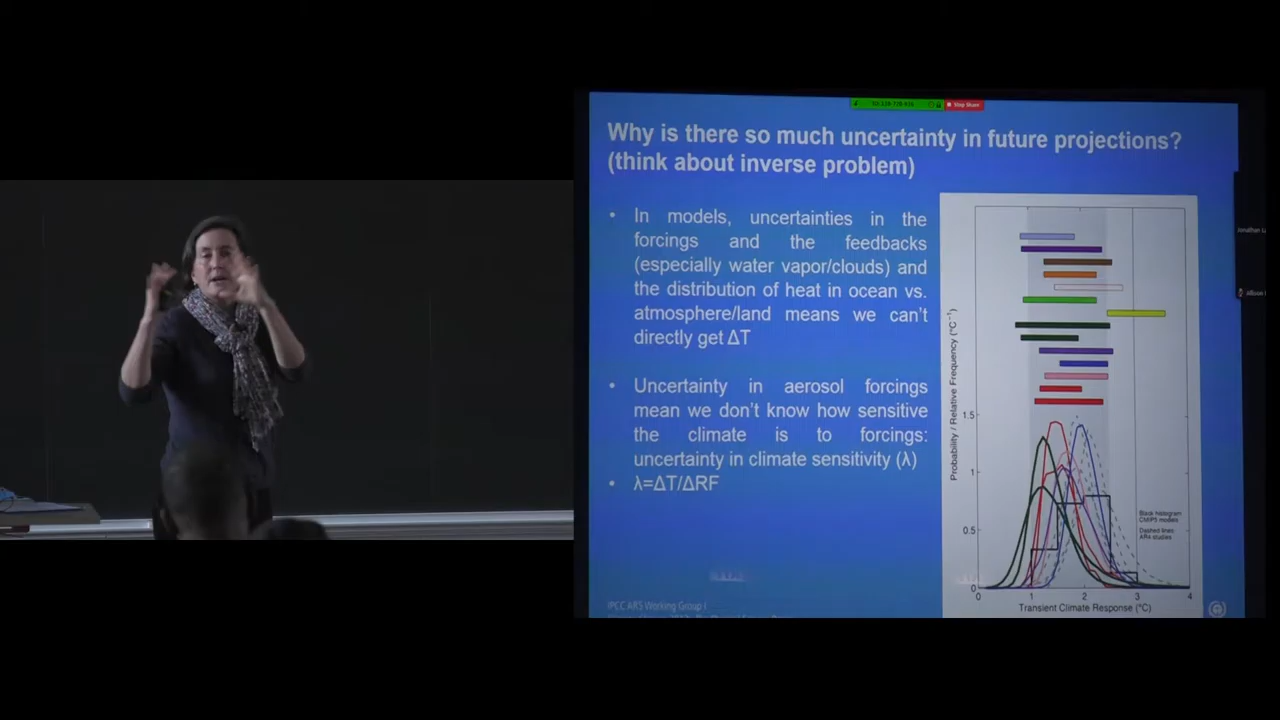 Stop Share
Why is there so much uncertainty in future projections?
(think about inverse problem)
• In models, uncertainties in the
forcings and the feedbacks
(especially water vapor/clouds) and
the distribution of heat in ocean vs.
atmosphere/land means we can't
directly get ΔT
• Uncertainty in aerosol forcings
mean we don't know how sensitive
the climate is to forcings:
uncertainty in climate sensitivity (λ)
• λ=ΔT/ΔRF
IPCC AR5 Working Group I
Probability / Relative Frequency (°C⁻¹)
1.5
1
0.5
0
Black histogram
CMIP5 models
Dashed lines
AR4 studies
0 1 2 3 4
Transient Climate Response (°C)
Jonathan